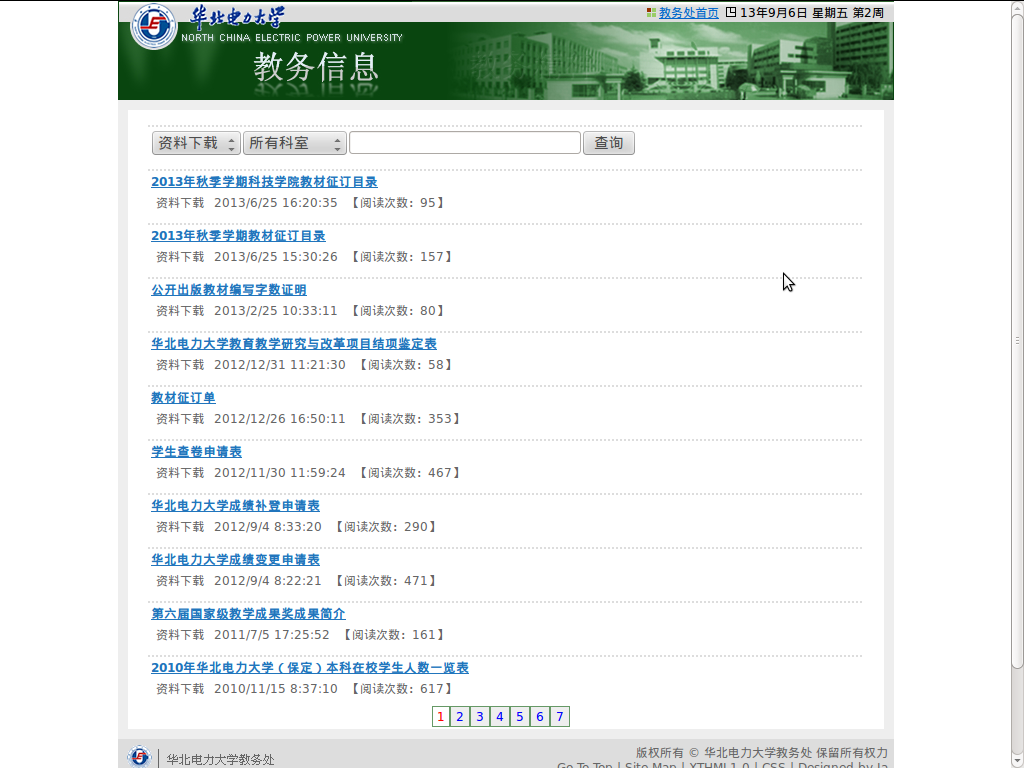 华北电力大学
NORTH CHINA ELECTRIC POWER UNIVERSITY
教务信息
教务处首页 13年9月6日 星期五 第2周
资料下载 所有科室 查询
2013年秋季学期科技学院教材征订目录
资料下载 2013/6/25 16:20:35 【阅读次数: 95】
2013年秋季学期教材征订目录
资料下载 2013/6/25 15:30:26 【阅读次数: 157】
公开出版教材编写字数证明
资料下载 2013/2/25 10:33:11 【阅读次数: 80】
华北电力大学教育教学研究与改革项目结项鉴定表
资料下载 2012/12/31 11:21:30 【阅读次数: 58】
教材征订单
资料下载 2012/12/26 16:50:11 【阅读次数: 353】
学生查卷申请表
资料下载 2012/11/30 11:59:24 【阅读次数: 467】
华北电力大学成绩补登申请表
资料下载 2012/9/4 8:33:20 【阅读次数: 290】
华北电力大学成绩变更申请表
资料下载 2012/9/4 8:22:21 【阅读次数: 471】
第六届国家级教学成果奖成果简介
资料下载 2011/7/5 17:25:52 【阅读次数: 161】
2010年华北电力大学（保定）本科在校学生人数一览表
资料下载 2010/11/15 8:37:10 【阅读次数: 617】
1 2 3 4 5 6 7
华北电力大学教务处
版权所有 © 华北电力大学教务处 保留所有权力
Go To Top | Site Map | XTHML1.0 | CSS | Designed by Ja